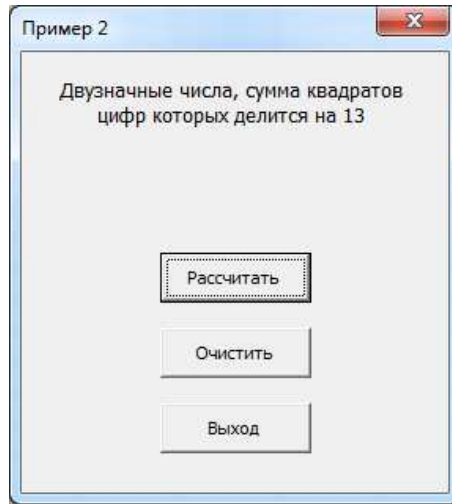 Пример 2
Двузначные числа, сумма квадратов
цифр которых делится на 13
Рассчитать
Очистить
Выход